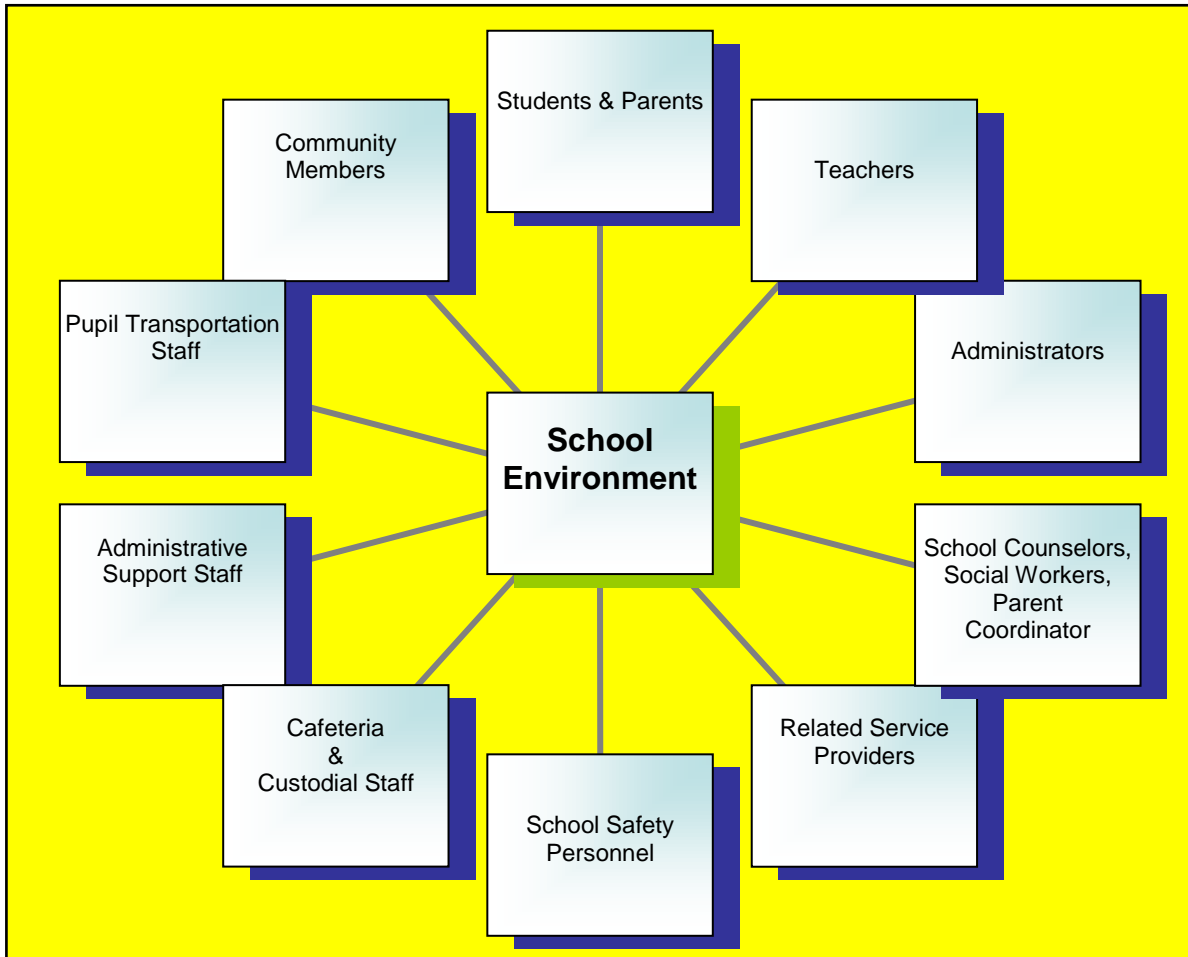 Students & Parents
Community
Members
Teachers
Pupil Transportation
Staff
Administrators
School
Environment
Administrative
Support Staff
School Counselors,
Social Workers,
Parent
Coordinator
Cafeteria
&
Custodial Staff
Related Service
Providers
School Safety
Personnel